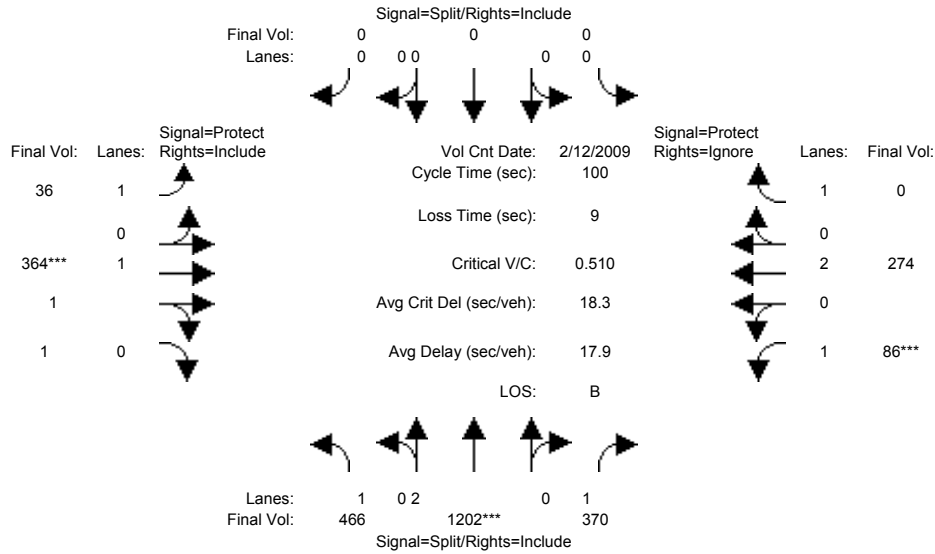 Signal=Split/Rights=Include
Final Vol: 0 0 0
Lanes: 0 0 0 0 0
Signal=Protect Signal=Protect
Final Vol: Lanes: Rights=Include Vol Cnt Date: 2/12/2009 Rights=Ignore Lanes: Final Vol:
Cycle Time (sec): 100
36 1 1 0
Loss Time (sec): 9
0 0
364*** 1 Critical V/C: 0.510 2 274
1 Avg Crit Del (sec/veh): 18.3 0
1 0 Avg Delay (sec/veh): 17.9 1 86***
LOS: B
Lanes: 1 0 2 0 1
Final Vol: 466 1202*** 370
Signal=Split/Rights=Include